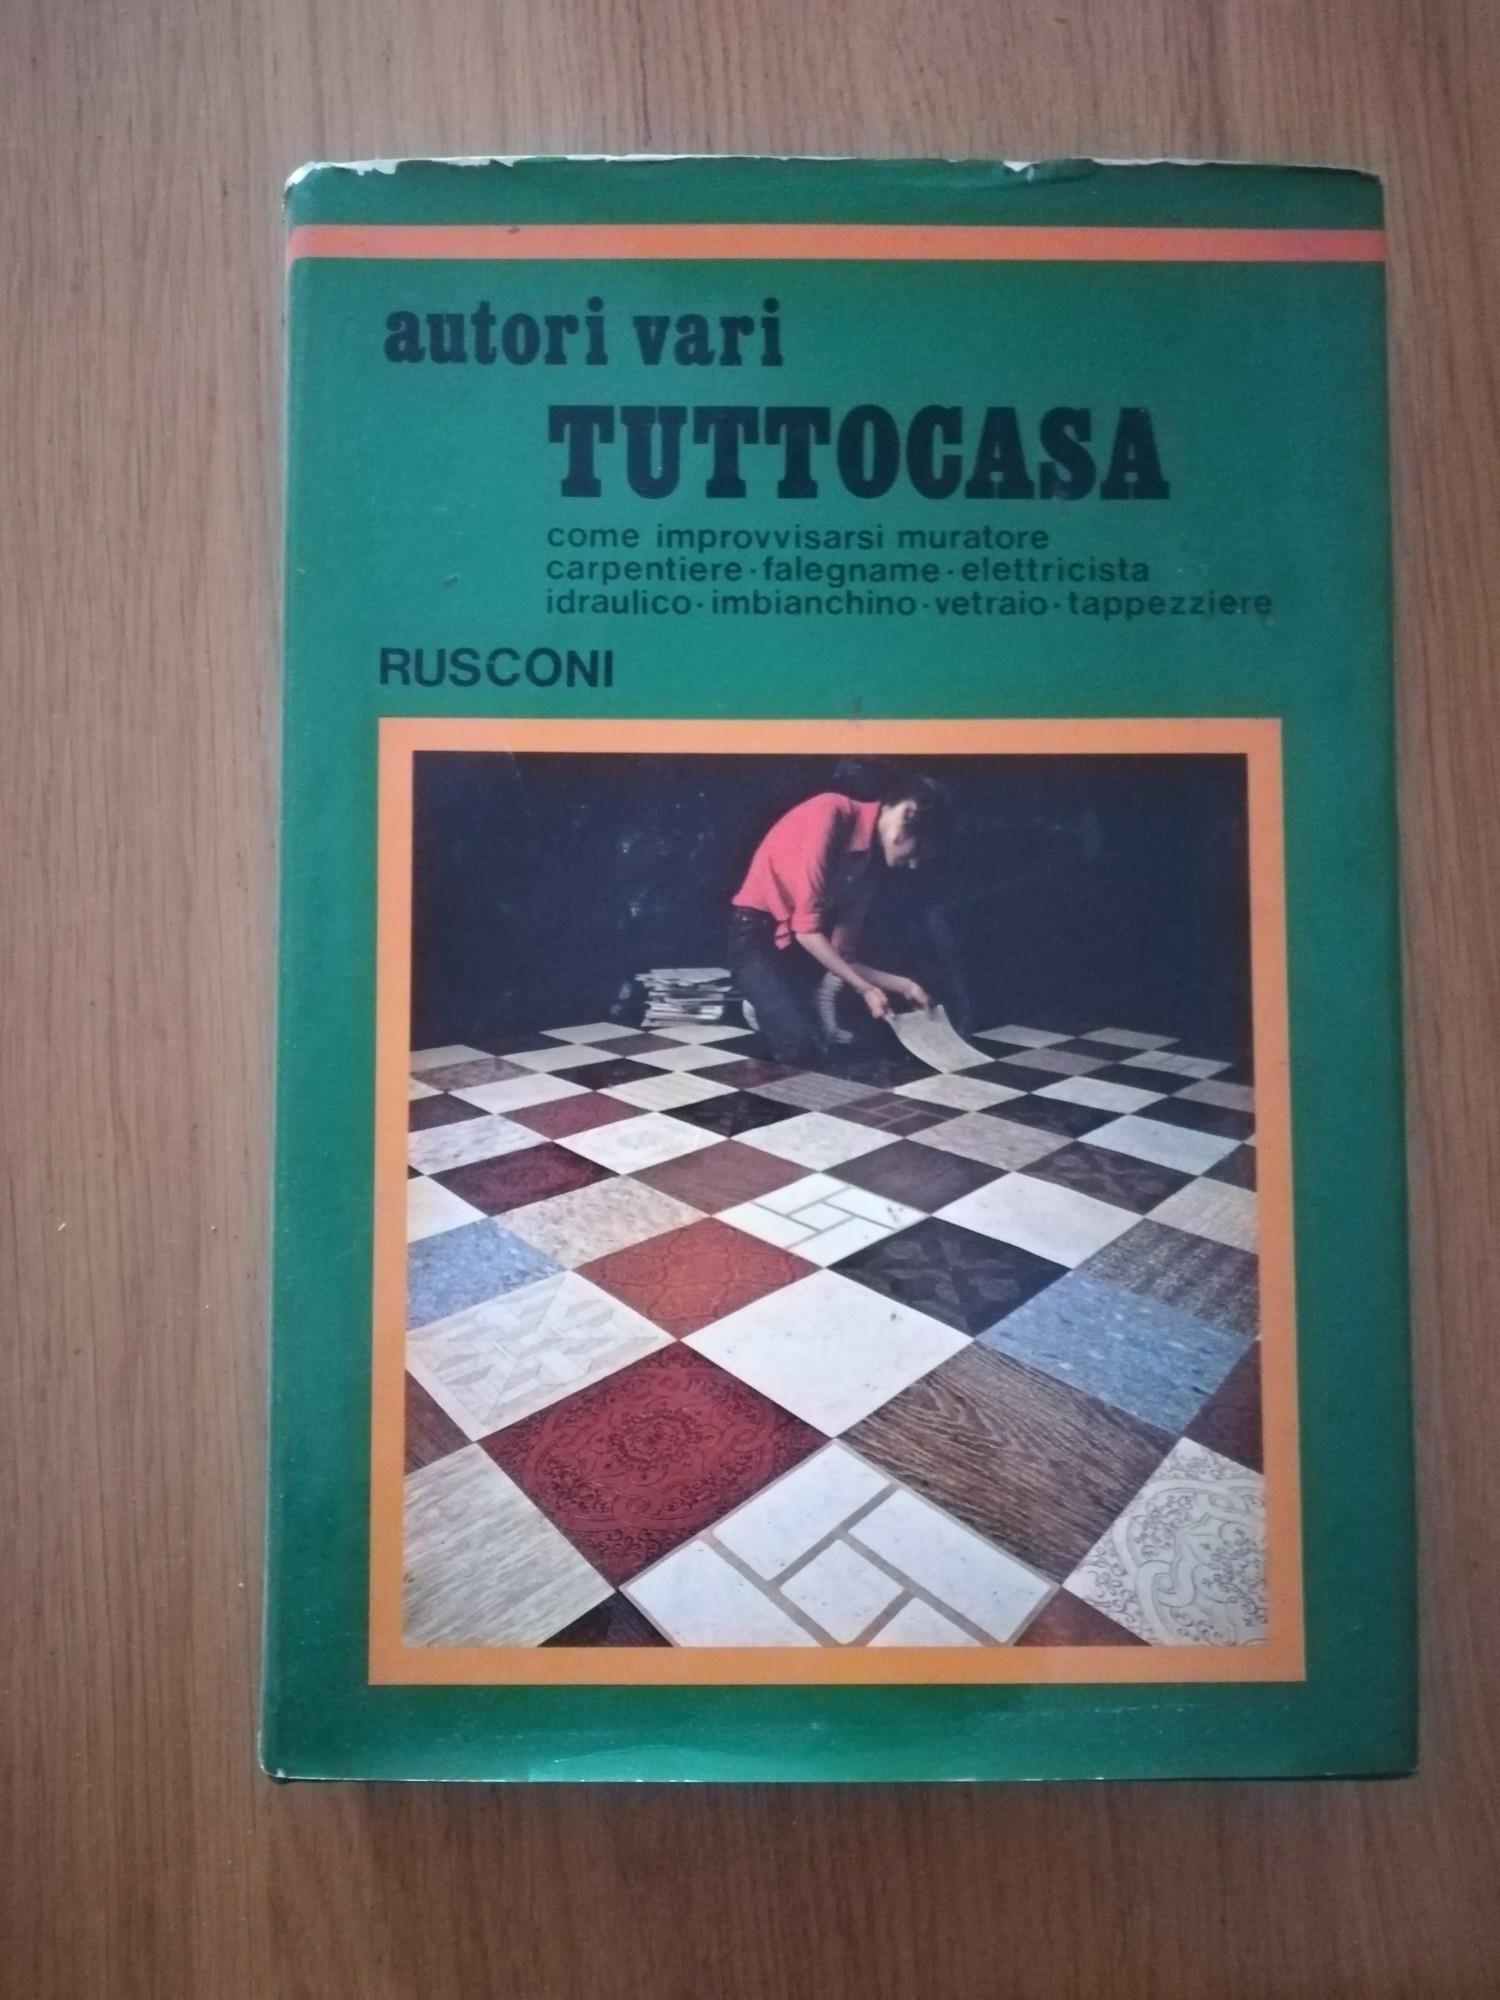 autori vari
TUTTOCASA
come improvvisarsi muratore
carpentiere · falegname · elettricista
idraulico · imbianchino · vetraio · tappezziere
RUSCONI